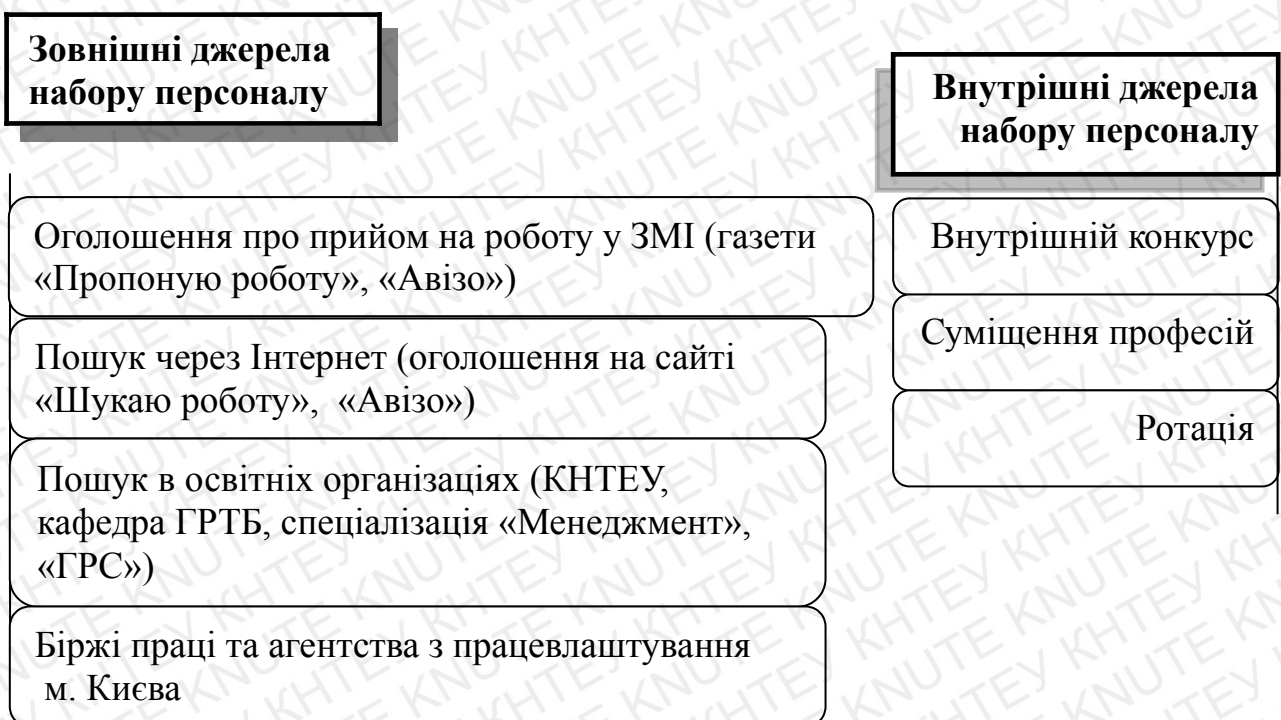 Зовнішні джерела
набору персоналу
Внутрішні джерела
набору персоналу
Оголошення про прийом на роботу у ЗМІ (газети
«Пропоную роботу», «Авізо»)
Пошук через Інтернет (оголошення на сайті
«Шукаю роботу», «Авізо»)
Пошук в освітніх організаціях (КНТЕУ,
кафедра ГРТБ, спеціалізація «Менеджмент»,
«ГРС»)
Біржі праці та агентства з працевлаштування
м. Києва
Внутрішній конкурс
Суміщення професій
Ротація